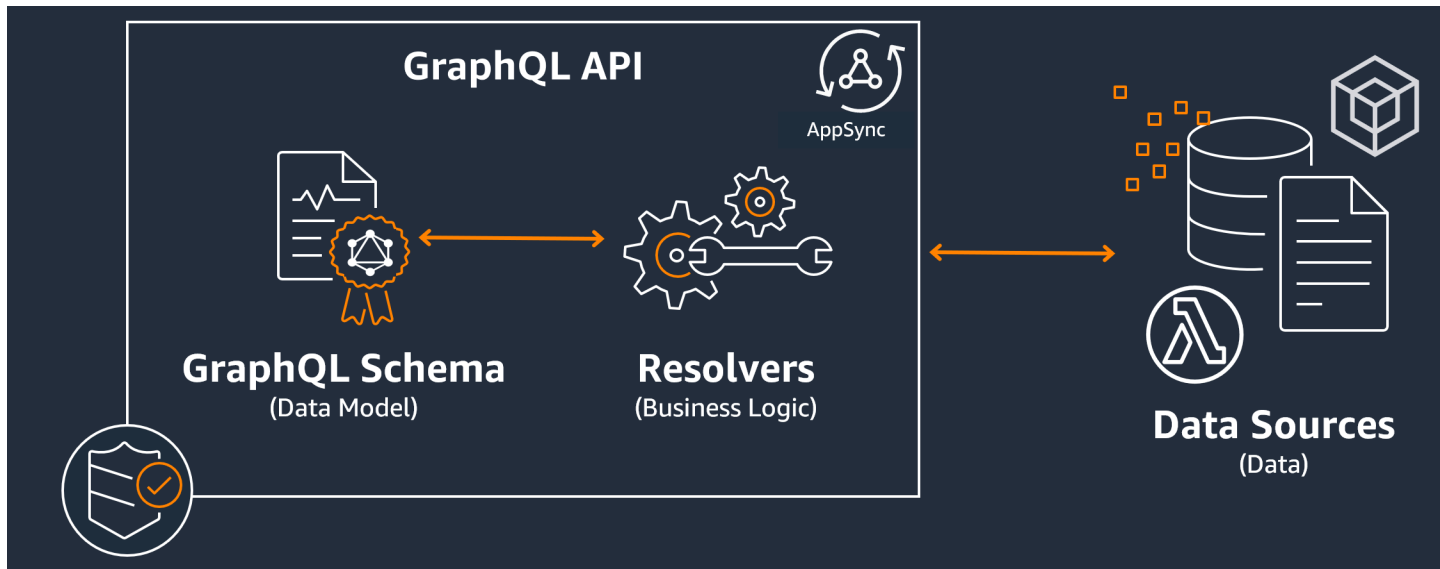 GraphQL API
AppSync
GraphQL Schema
(Data Model)
Resolvers
(Business Logic)
Data Sources
(Data)